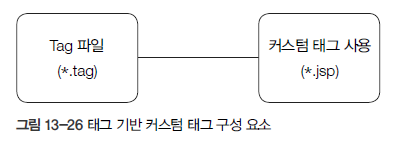 Tag 파일
(*.tag)
커스텀 태그 사용
(*.jsp)
그림 13-26 태그 기반 커스텀 태그 구성 요소